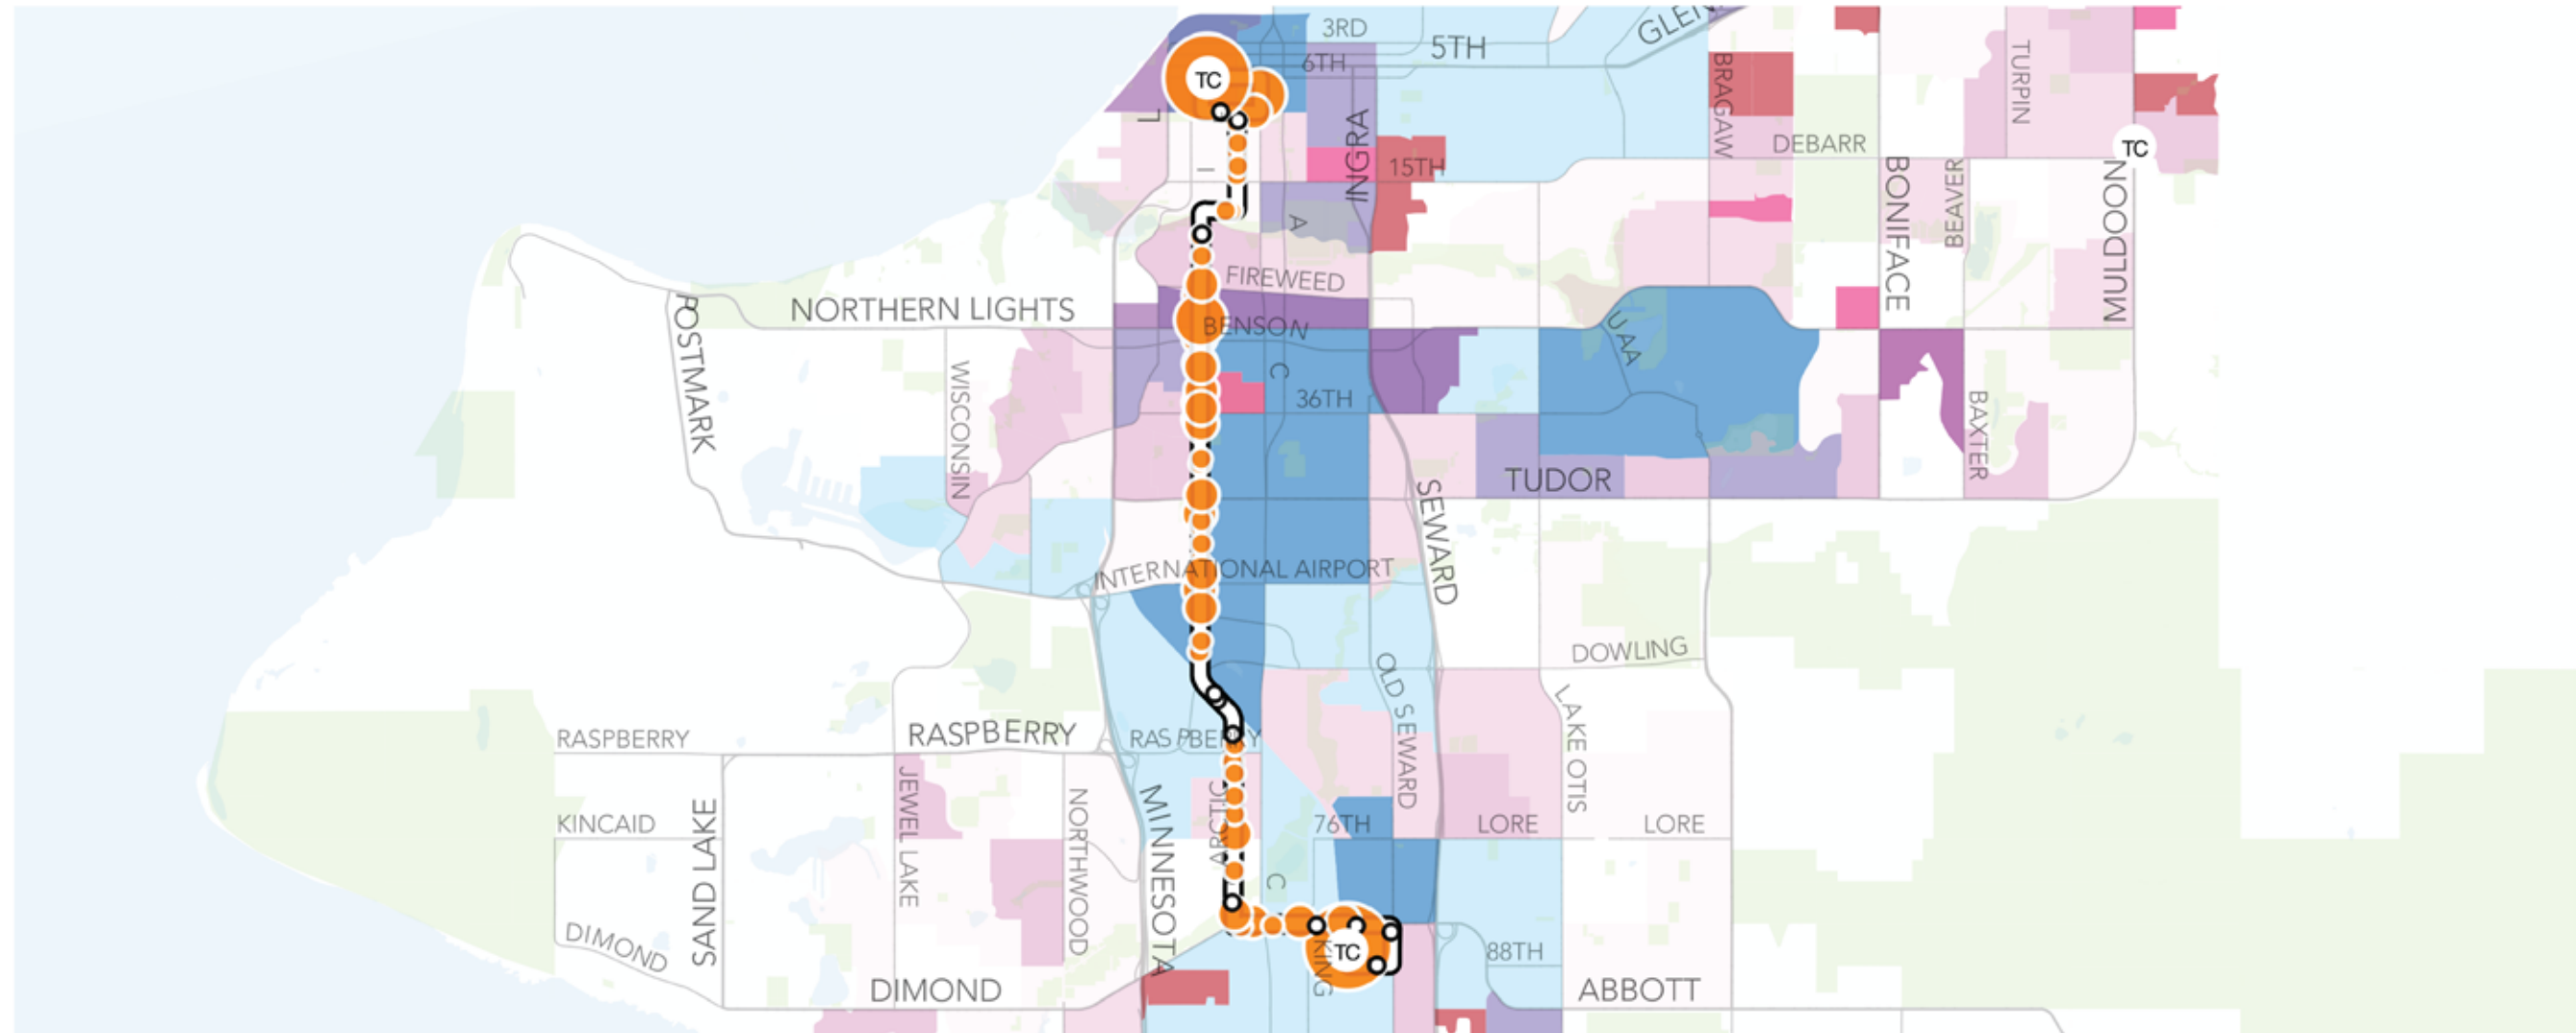 3RD
5TH
GLEN
6TH
TC
L
INGRA
BRAGAW
TURPIN
DEBARR
TC
15TH
I
BONIFACE
BEAVER
MULDOON
A
FIREWEED
NORTHERN LIGHTS
BENSON
POSTMARK
UAA
WISCONSIN
C
36TH
BAXTER
TUDOR
SEWARD
INTERNATIONAL AIRPORT
DOWLING
OLD SEWARD
LAKE OTIS
RASPBERRY
RASPBERRY
RASPBERRY
JEWEL LAKE
NORTHWOOD
MINNESOTA
ARCTIC
SAND LAKE
KINCAID
76TH
LORE
LORE
C
DIMOND
TC
KING
88TH
DIMOND
ABBOTT